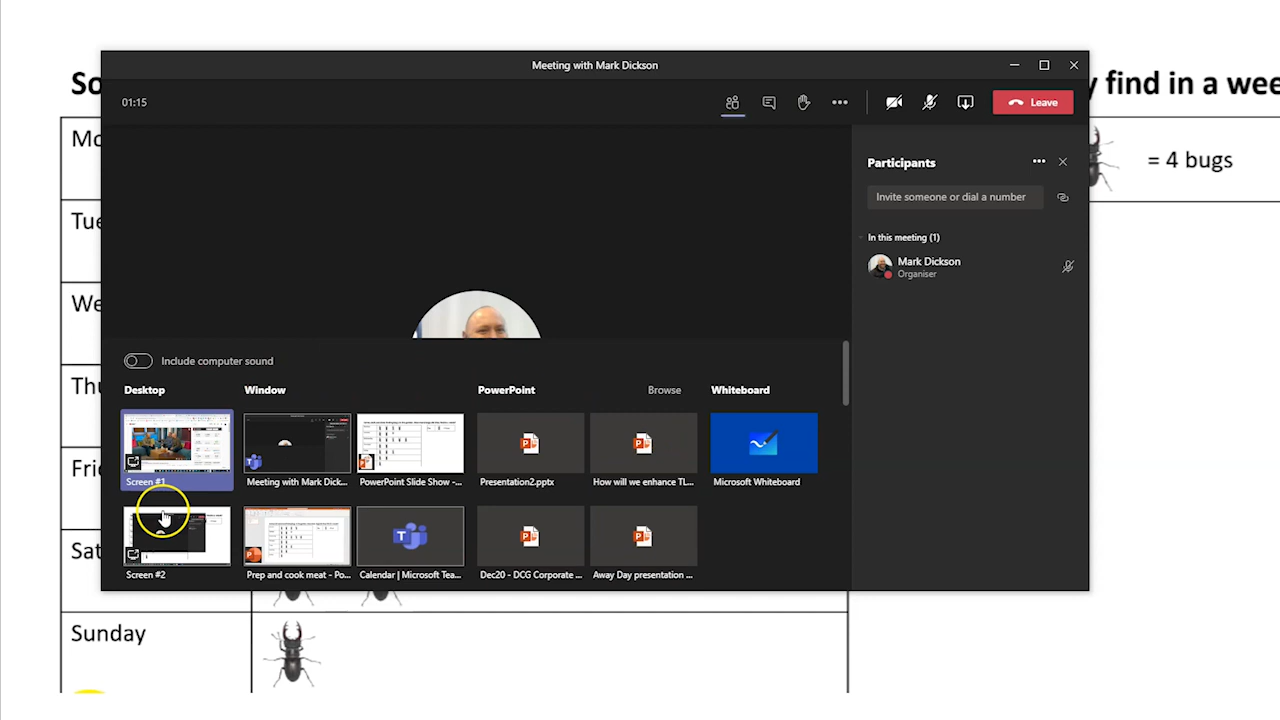 Meeting with Mark Dickson
So
y find in a wee
01:15
Leave
Mo
= 4 bugs
Participants
Invite someone or dial a number
Tue
In this meeting (1)
Mark Dickson
Organiser
We
Include computer sound
Thu
Desktop
Window
PowerPoint
Browse
Whiteboard
Fri
Screen #1
Meeting with Mark Dick...
PowerPoint Slide Show -...
Presentation2.pptx
How will we enhance TL...
Microsoft Whiteboard
Sat
Screen #2
Prep and cook meat - Po...
Calendar | Microsoft Tea...
Dec20 - DCG Corporate ...
Away Day presentation ...
Sunday